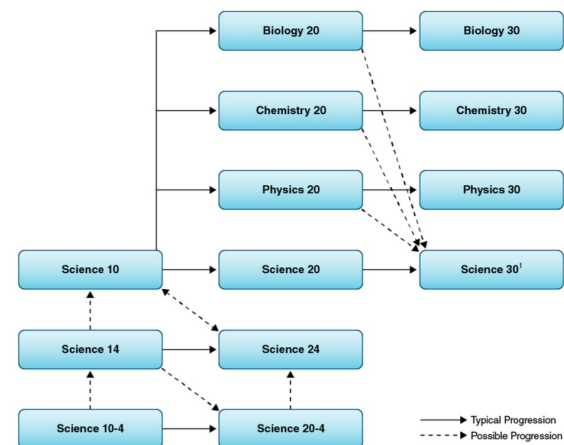 Biology 20
Biology 30
Chemistry 20
Chemistry 30
Physics 20
Physics 30
Science 10
Science 20
Science 30¹
Science 14
Science 24
Science 10-4
Science 20-4
Typical Progression
Possible Progression